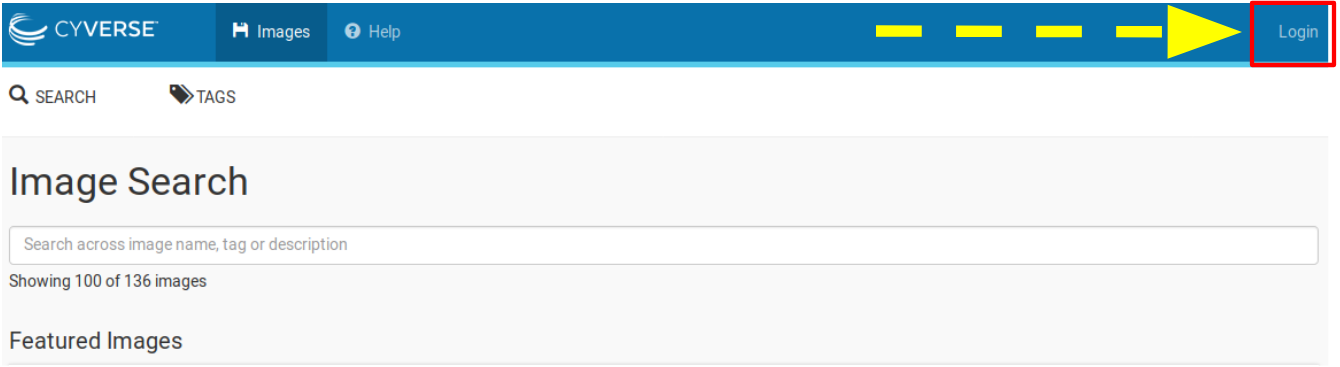 CYVERSE Images Help Login
SEARCH TAGS
Image Search
Search across image name, tag or description
Showing 100 of 136 images
Featured Images